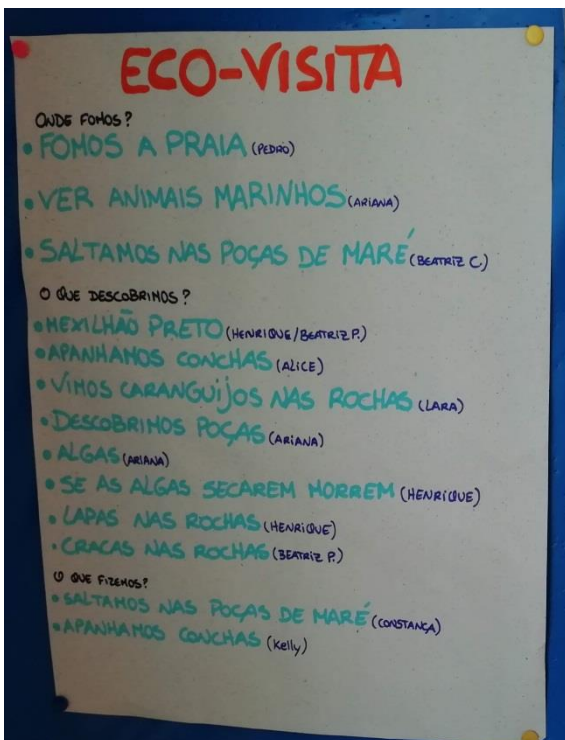 ECO-VISITA
ONDE FOMOS?
• FOMOS A PRAIA (PEDRO)
• VER ANIMAIS MARINHOS (ARIANA)
• SALTAMOS NAS POÇAS DE MARÉ (BEATRIZ C.)
O QUE DESCOBRIMOS?
• MEXILHÃO PRETO (HENRIQUE/BEATRIZ P.)
• APANHAMOS CONCHAS (ALICE)
• VIMOS CARANGUIJOS NAS ROCHAS (LARA)
• DESCOBRIMOS POÇAS (ARIANA)
• ALGAS (ARIANA)
• SE AS ALGAS SECAREM MORREM (HENRIQUE)
• LAPAS NAS ROCHAS (HENRIQUE)
• CRACAS NAS ROCHAS (BEATRIZ P.)
O QUE FIZEMOS?
• SALTAMOS NAS POÇAS DE MARÉ (CONSTANÇA)
• APANHAMOS CONCHAS (Kelly)